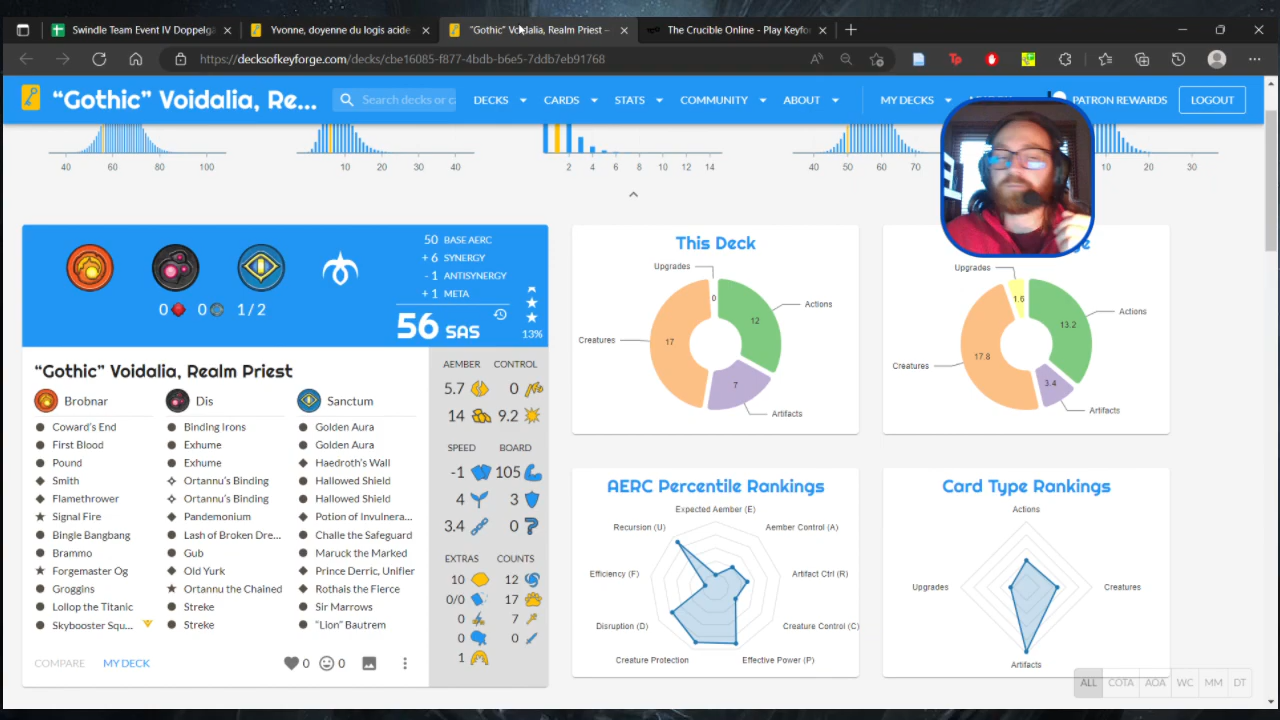 Swindle Team Event IV Doppelga
Yvonne, doyenne du logis acide
"Gothic" Voidalia, Realm Priest –
The Crucible Online - Play Keyfor
https://decksofkeyforge.com/decks/cbe16085-f877-4bdb-b6e5-7ddb7eb91768
"Gothic" Voidalia, Re...
Search decks or c
DECKS
CARDS
STATS
COMMUNITY
ABOUT
MY DECKS
PATRON REWARDS
LOGOUT
40 60 80 100
10 20 30 40
2 4 6 8 10 12 14
40 50 60 70
10 20 30
50 BASE AERC
+ 6 SYNERGY
- 1 ANTISYNERGY
+ 1 META
56 SAS
13%
0 0 1/2
"Gothic" Voidalia, Realm Priest
Brobnar
Coward's End
First Blood
Pound
Smith
Flamethrower
Signal Fire
Bingle Bangbang
Brammo
Forgemaster Og
Groggins
Lollop the Titanic
Skybooster Squ...
Dis
Binding Irons
Exhume
Exhume
Ortannu's Binding
Ortannu's Binding
Pandemonium
Lash of Broken Dre...
Gub
Old Yurk
Ortannu the Chained
Streke
Streke
Sanctum
Golden Aura
Golden Aura
Haedroth's Wall
Hallowed Shield
Hallowed Shield
Potion of Invulnera...
Challe the Safeguard
Maruck the Marked
Prince Derric, Unifier
Rothais the Fierce
Sir Marrows
"Lion" Bautrem
COMPARE
MY DECK
0 0
AEMBER CONTROL
5.7 0
14 9.2
SPEED BOARD
-1 105
4 3
3.4 0
EXTRAS COUNTS
10 12
0/0 17
0 7
0 0
1
This Deck
Upgrades
0
Actions
12
Creatures
17
7
Artifacts
Upgrades
1.6
Actions
13.2
Creatures
17.8
3.4
Artifacts
AERC Percentile Rankings
Expected Aember (E)
Recursion (U)
Aember Control (A)
Efficiency (F)
Artifact Ctrl (R)
Disruption (D)
Creature Control (C)
Creature Protection
Effective Power (P)
Card Type Rankings
Actions
Upgrades
Creatures
Artifacts
ALL COTA AOA WC MM DT